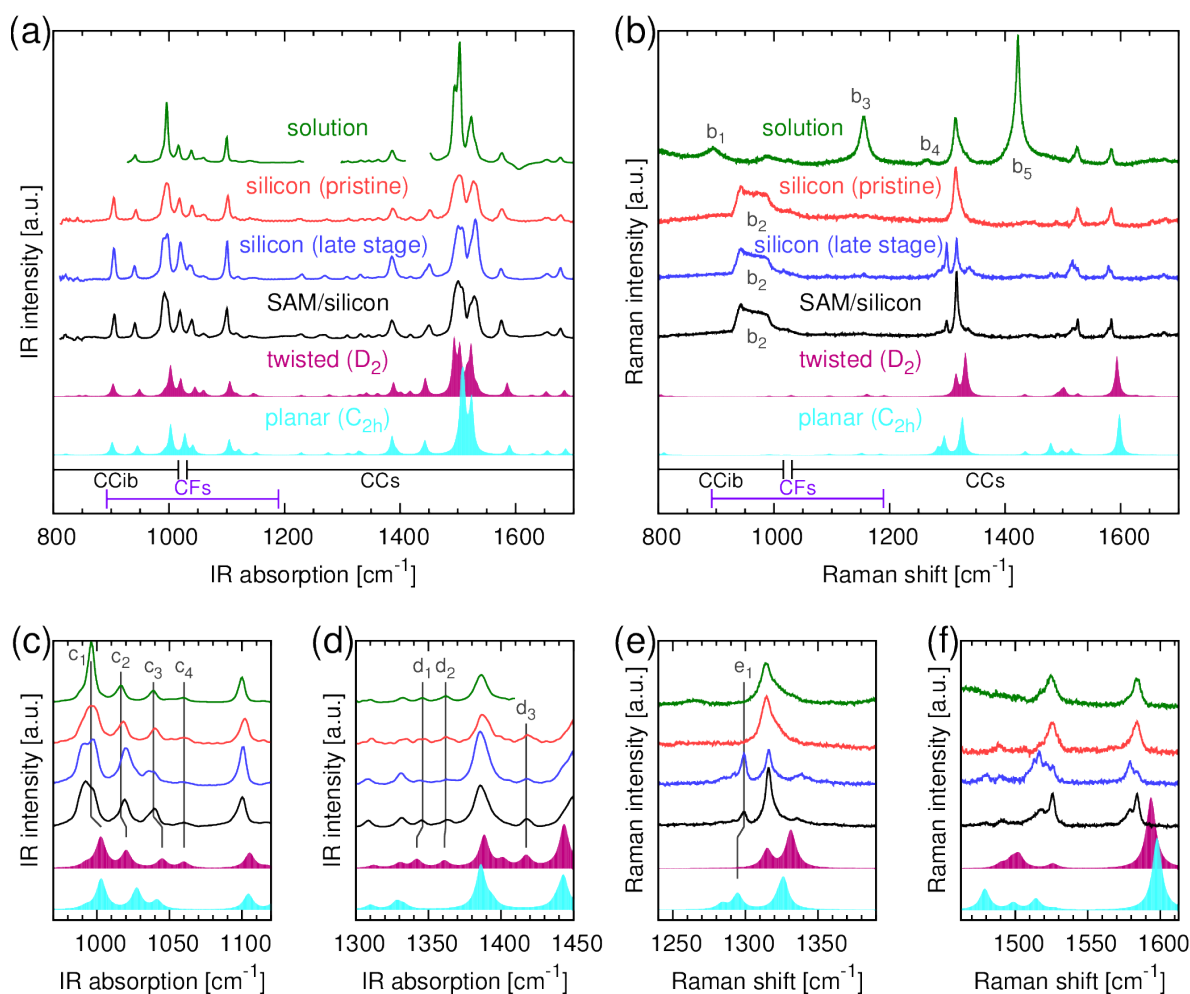 (a)
IR intensity [a.u.]
solution
silicon (pristine)
silicon (late stage)
SAM/silicon
twisted (D2)
planar (C2h)
CCib
CCs
CFs
800 1000 1200 1400 1600
IR absorption [cm-1]
(b)
Raman intensity [a.u.]
b1
b3
solution
b4
b5
silicon (pristine)
b2
silicon (late stage)
b2
SAM/silicon
b2
twisted (D2)
planar (C2h)
CCib
CCs
CFs
800 1000 1200 1400 1600
Raman shift [cm-1]
(c)
IR intensity [a.u.]
c1 c2 c3 c4
1000 1050 1100
IR absorption [cm-1]
(d)
IR intensity [a.u.]
d1 d2
d3
1300 1350 1400 1450
IR absorption [cm-1]
(e)
Raman intensity [a.u.]
e1
1250 1300 1350
Raman shift [cm-1]
(f)
Raman intensity [a.u.]
1500 1550 1600
Raman shift [cm-1]